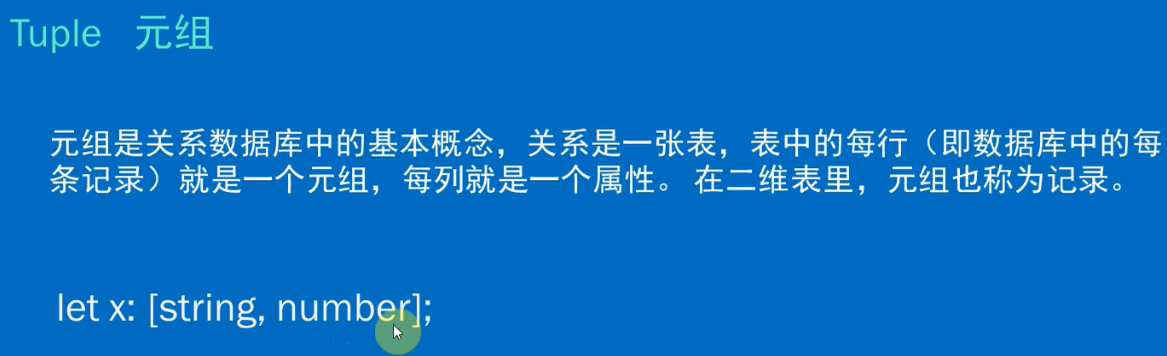 Tuple 元组
元组是关系数据库中的基本概念，关系是一张表，表中的每行（即数据库中的每
条记录）就是一个元组，每列就是一个属性。 在二维表里，元组也称为记录。
let x: [string, number];